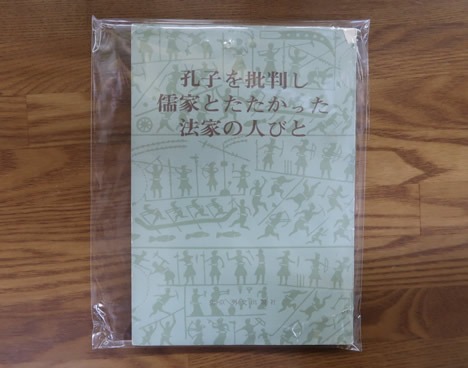 孔子を批判し
儒家とたたかった
法家の人びと